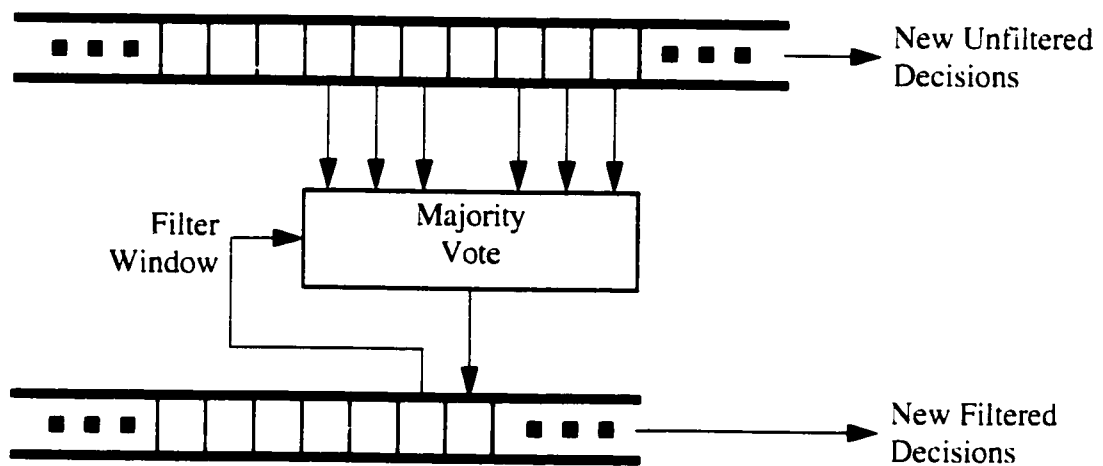 New Unfiltered
Decisions
Majority
Vote
Filter
Window
New Filtered
Decisions